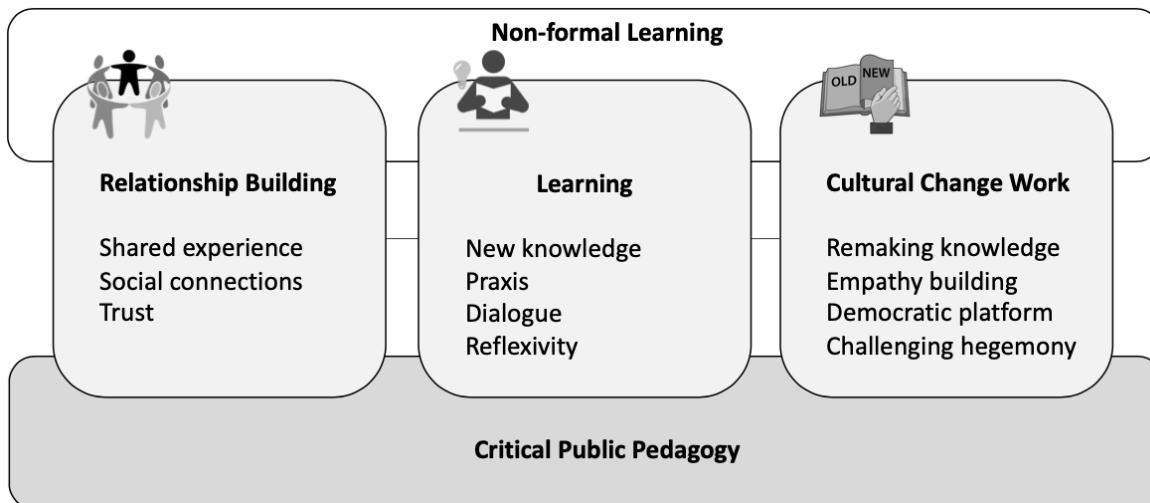 Non-formal Learning
OLD
NEW
Relationship Building
Shared experience
Social connections
Trust
Learning
New knowledge
Praxis
Dialogue
Reflexivity
Cultural Change Work
Remaking knowledge
Empathy building
Democratic platform
Challenging hegemony
Critical Public Pedagogy